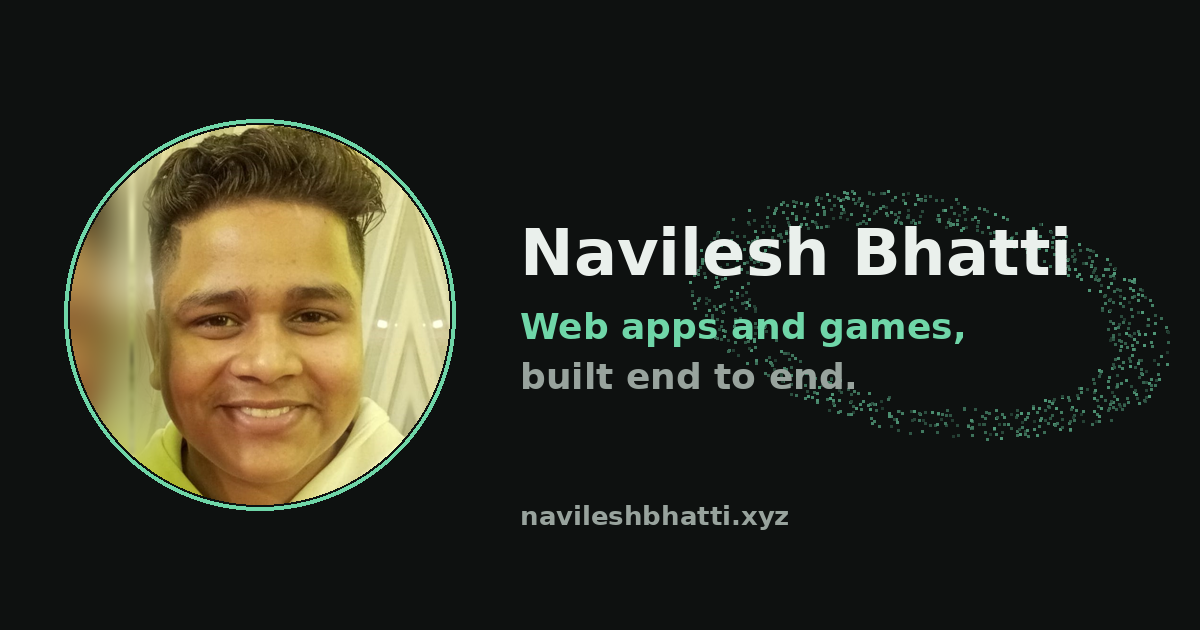 Navilesh Bhatti
Web apps and games,
built end to end.
navileshbhatti.xyz